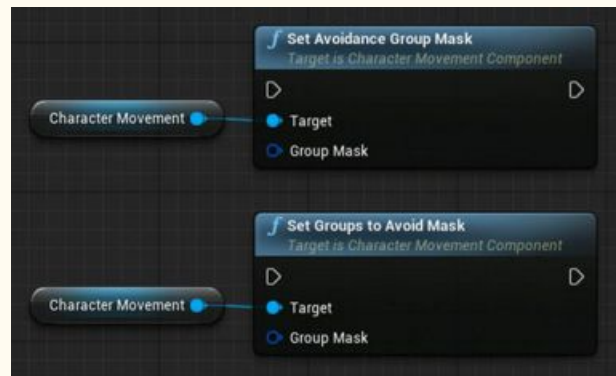 Set Avoidance Group Mask
Target is Character Movement Component
Character Movement
Target
Group Mask
Set Groups to Avoid Mask
Target is Character Movement Component
Character Movement
Target
Group Mask